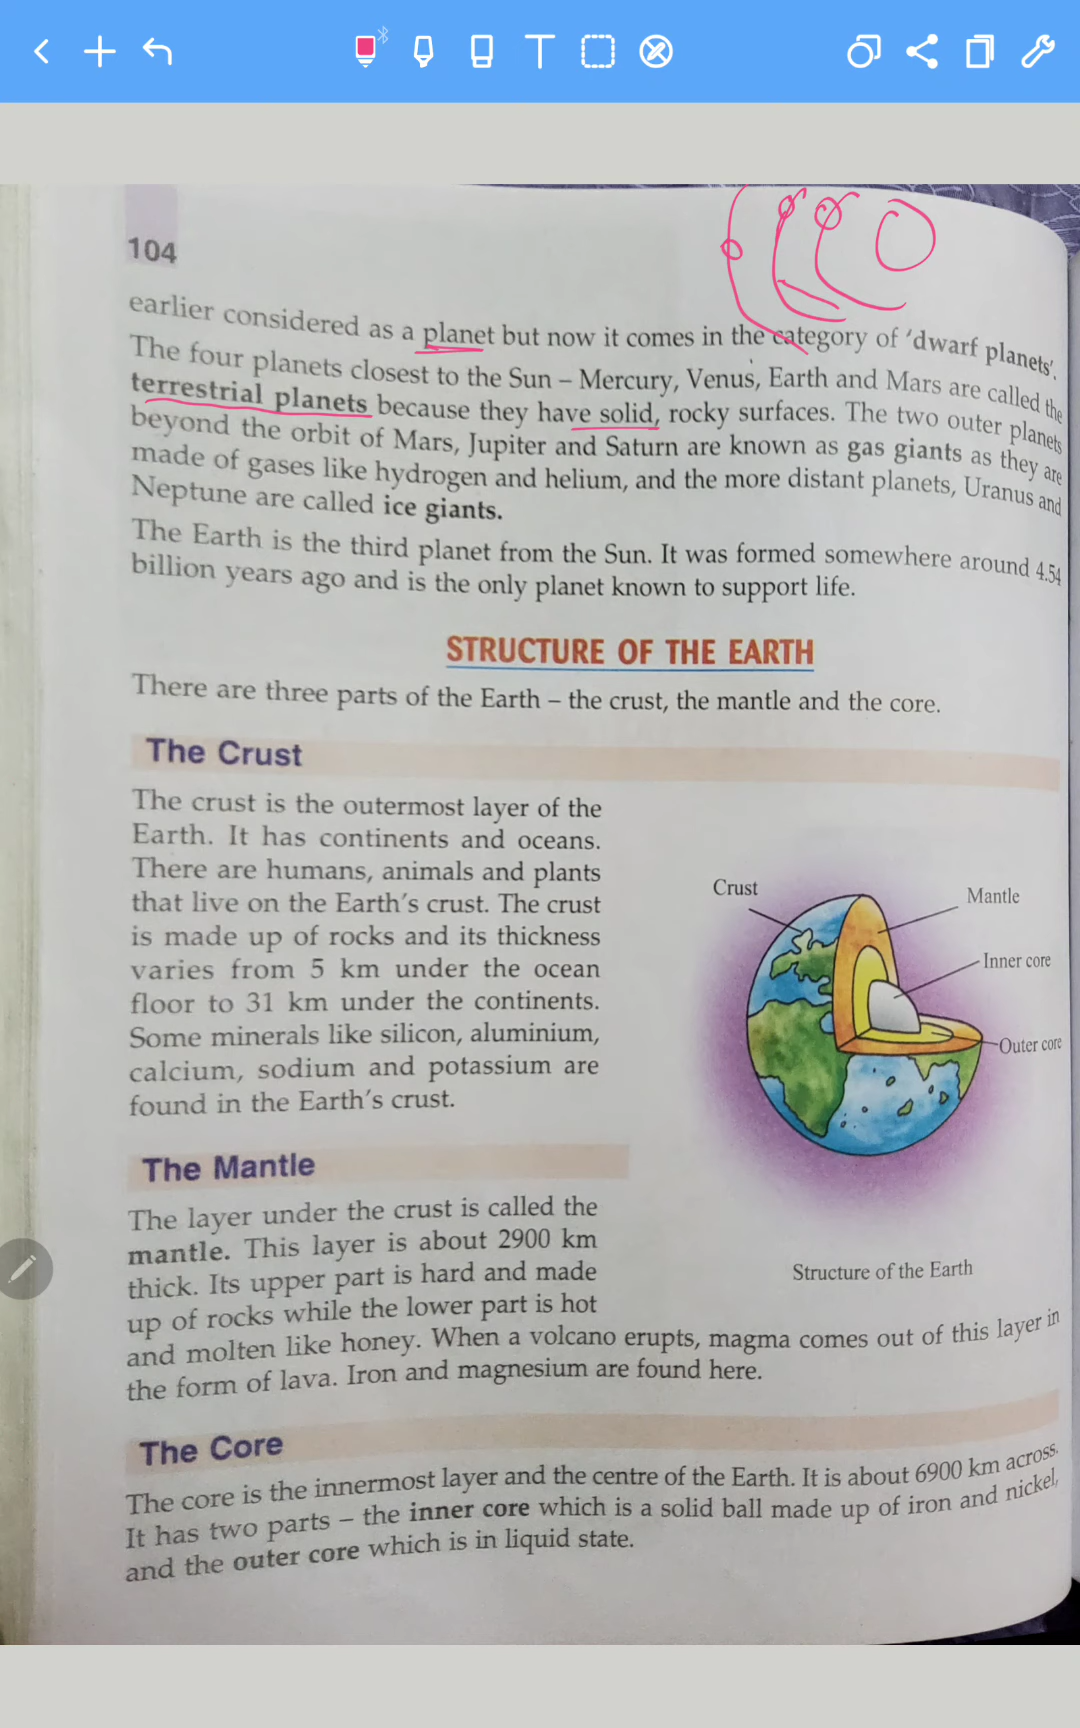 104
earlier considered as a planet but now it comes in the category of 'dwarf planets'.
The four planets closest to the Sun – Mercury, Venus, Earth and Mars are called the
terrestrial planets because they have solid, rocky surfaces. The two outer planets
beyond the orbit of Mars, Jupiter and Saturn are known as gas giants as they are
made of gases like hydrogen and helium, and the more distant planets, Uranus and
Neptune are called ice giants.
The Earth is the third planet from the Sun. It was formed somewhere around 4.54
billion years ago and is the only planet known to support life.
STRUCTURE OF THE EARTH
There are three parts of the Earth – the crust, the mantle and the core.
The Crust
The crust is the outermost layer of the
Earth. It has continents and oceans.
There are humans, animals and plants
that live on the Earth's crust. The crust
is made up of rocks and its thickness
varies from 5 km under the ocean
floor to 31 km under the continents.
Some minerals like silicon, aluminium,
calcium, sodium and potassium are
found in the Earth's crust.
Crust
Mantle
Inner core
Outer core
Structure of the Earth
The Mantle
The layer under the crust is called the
mantle. This layer is about 2900 km
thick. Its upper part is hard and made
up of rocks while the lower part is hot
and molten like honey. When a volcano erupts, magma comes out of this layer in
the form of lava. Iron and magnesium are found here.
The Core
The core is the innermost layer and the centre of the Earth. It is about 6900 km across.
It has two parts – the inner core which is a solid ball made up of iron and nickel,
and the outer core which is in liquid state.